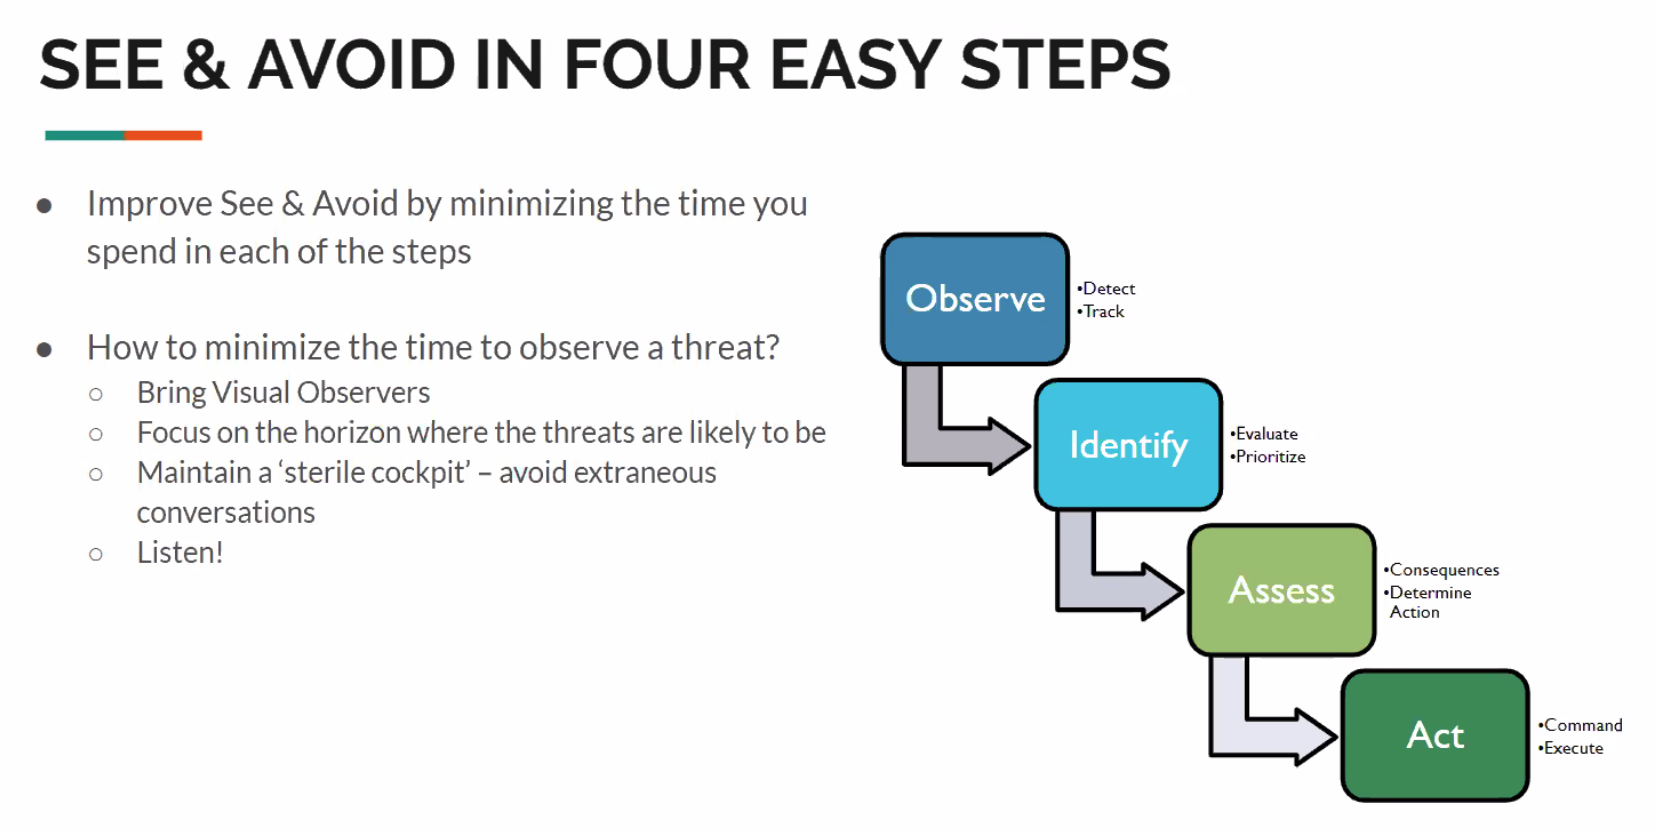 SEE & AVOID IN FOUR EASY STEPS
● Improve See & Avoid by minimizing the time you
spend in each of the steps
● How to minimize the time to observe a threat?
○ Bring Visual Observers
○ Focus on the horizon where the threats are likely to be
○ Maintain a ‘sterile cockpit’ – avoid extraneous
conversations
○ Listen!
Observe
•Detect
•Track
Identify
•Evaluate
•Prioritize
Assess
•Consequences
•Determine
Action
Act
•Command
•Execute